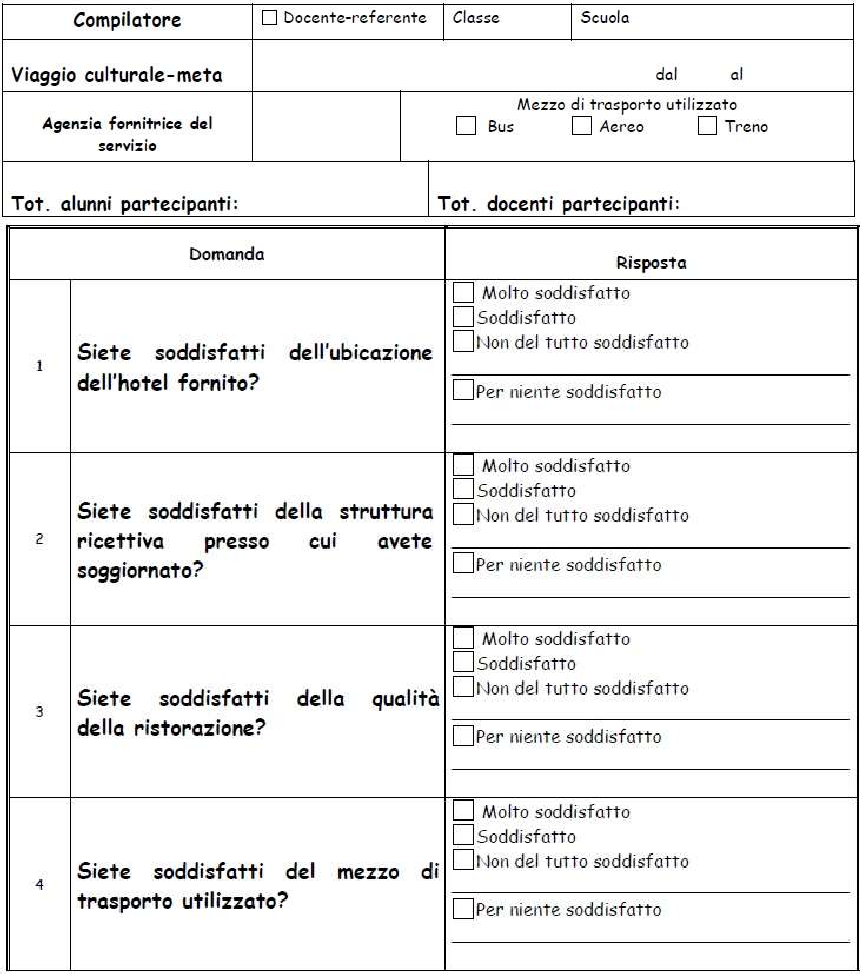 Compilatore
Docente-referente
Classe
Scuola
Viaggio culturale-meta
dal al
Agenzia fornitrice del
servizio
Mezzo di trasporto utilizzato
Bus Aereo Treno
Tot. alunni partecipanti:
Tot. docenti partecipanti:
Domanda
Risposta
1
Siete soddisfatti dell'ubicazione
dell'hotel fornito?
Molto soddisfatto
Soddisfatto
Non del tutto soddisfatto
Per niente soddisfatto
2
Siete soddisfatti della struttura
ricettiva presso cui avete
soggiornato?
Molto soddisfatto
Soddisfatto
Non del tutto soddisfatto
Per niente soddisfatto
3
Siete soddisfatti della qualità
della ristorazione?
Molto soddisfatto
Soddisfatto
Non del tutto soddisfatto
Per niente soddisfatto
4
Siete soddisfatti del mezzo di
trasporto utilizzato?
Molto soddisfatto
Soddisfatto
Non del tutto soddisfatto
Per niente soddisfatto